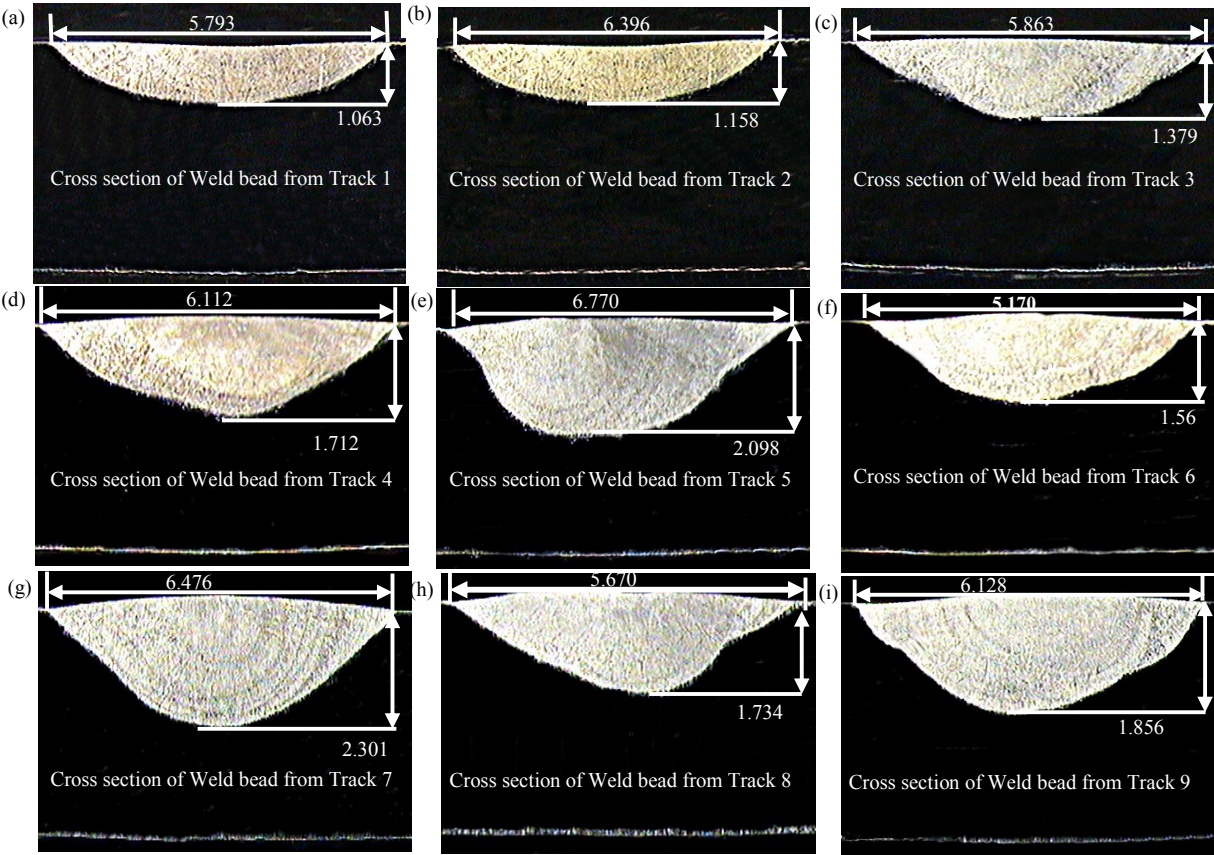 (a)
5.793
1.063
Cross section of Weld bead from Track 1
(b)
6.396
1.158
Cross section of Weld bead from Track 2
(c)
5.863
1.379
Cross section of Weld bead from Track 3
(d)
6.112
1.712
Cross section of Weld bead from Track 4
(e)
6.770
2.098
Cross section of Weld bead from Track 5
(f)
5.170
1.56
Cross section of Weld bead from Track 6
(g)
6.476
2.301
Cross section of Weld bead from Track 7
(h)
5.670
1.734
Cross section of Weld bead from Track 8
(i)
6.128
1.856
Cross section of Weld bead from Track 9